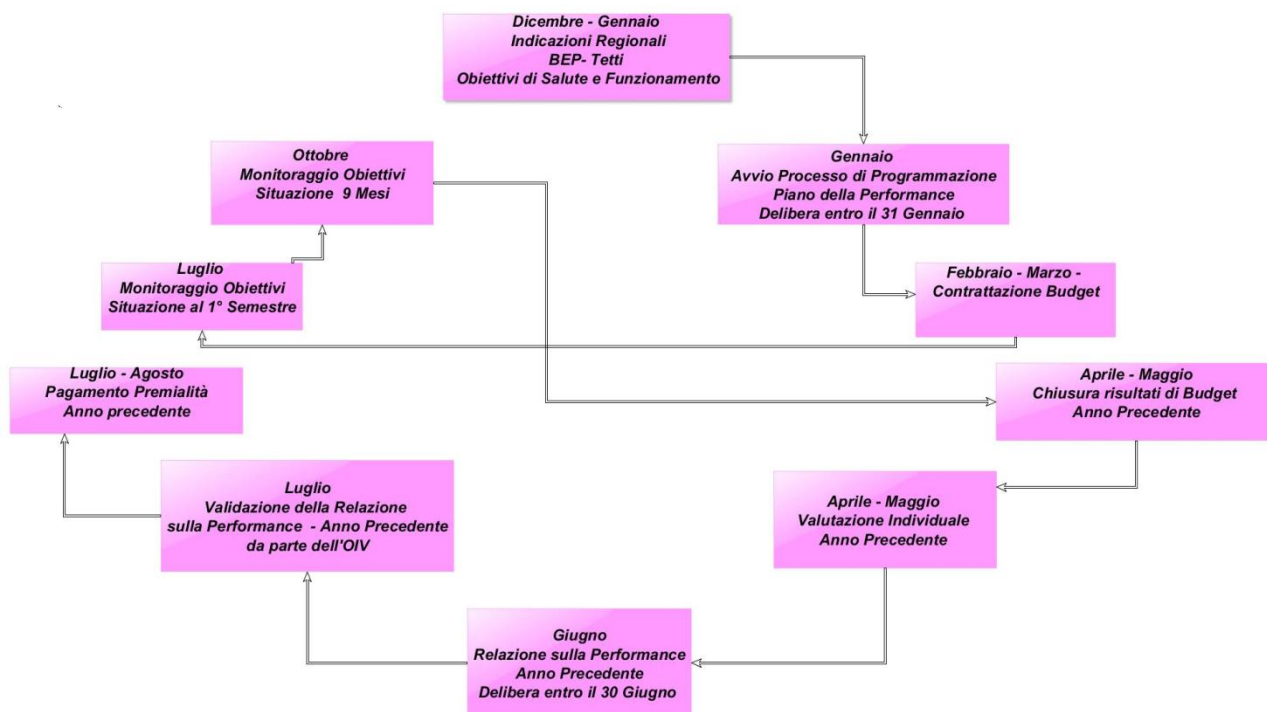 Dicembre - Gennaio
Indicazioni Regionali
BEP- Tetti
Obiettivi di Salute e Funzionamento
Gennaio
Avvio Processo di Programmazione
Piano della Performance
Delibera entro il 31 Gennaio
Febbraio - Marzo -
Contrattazione Budget
Luglio
Monitoraggio Obiettivi
Situazione al 1° Semestre
Ottobre
Monitoraggio Obiettivi
Situazione 9 Mesi
Aprile - Maggio
Chiusura risultati di Budget
Anno Precedente
Aprile - Maggio
Valutazione Individuale
Anno Precedente
Giugno
Relazione sulla Performance
Anno Precedente
Delibera entro il 30 Giugno
Luglio
Validazione della Relazione
sulla Performance - Anno Precedente
da parte dell'OIV
Luglio - Agosto
Pagamento Premialità
Anno precedente